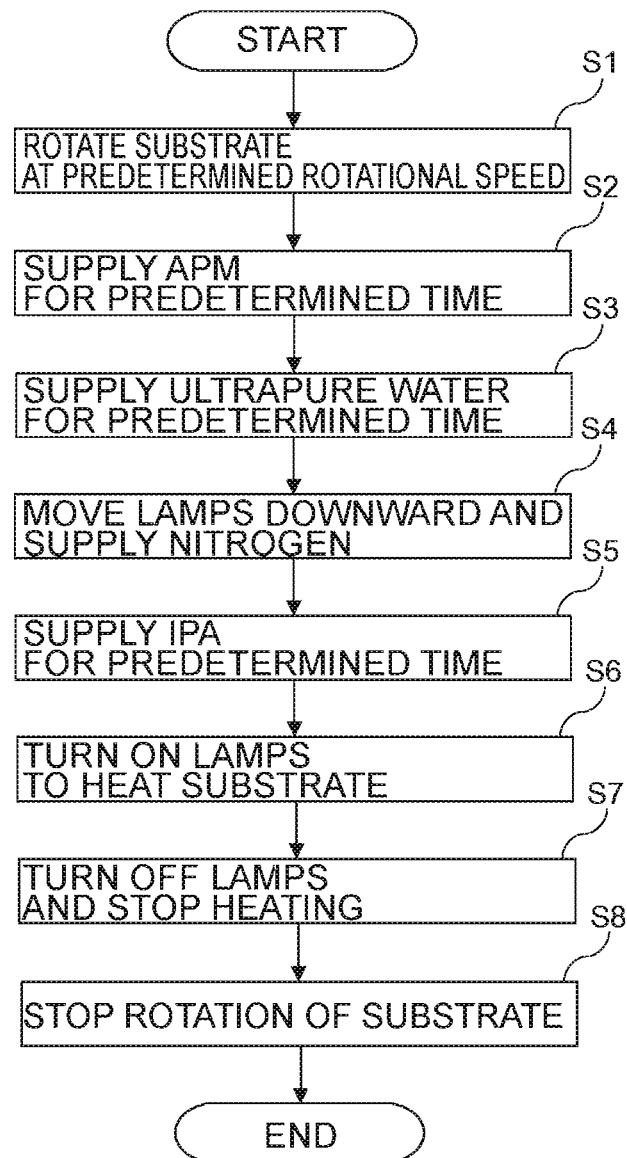 START
S1
ROTATE SUBSTRATE
AT PREDETERMINED ROTATIONAL SPEED
S2
SUPPLY APM
FOR PREDETERMINED TIME
S3
SUPPLY ULTRAPURE WATER
FOR PREDETERMINED TIME
S4
MOVE LAMPS DOWNWARD AND
SUPPLY NITROGEN
S5
SUPPLY IPA
FOR PREDETERMINED TIME
S6
TURN ON LAMPS
TO HEAT SUBSTRATE
S7
TURN OFF LAMPS
AND STOP HEATING
S8
STOP ROTATION OF SUBSTRATE
END